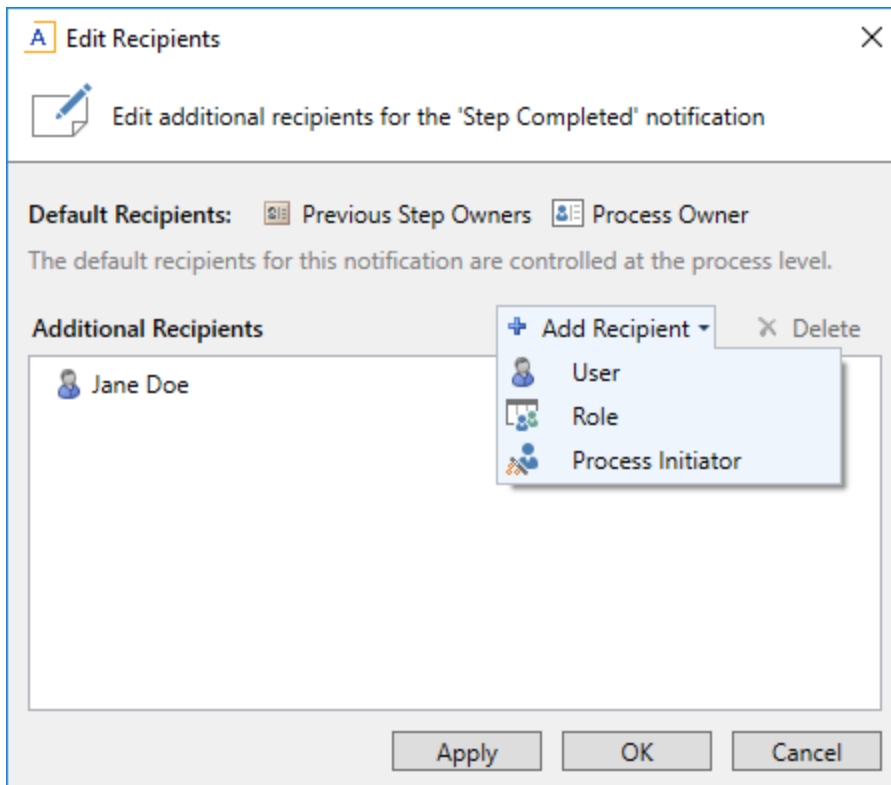 A Edit Recipients
Edit additional recipients for the 'Step Completed' notification
Default Recipients: Previous Step Owners Process Owner
The default recipients for this notification are controlled at the process level.
Additional Recipients Add Recipient Delete
Jane Doe
User
Role
Process Initiator
Apply OK Cancel